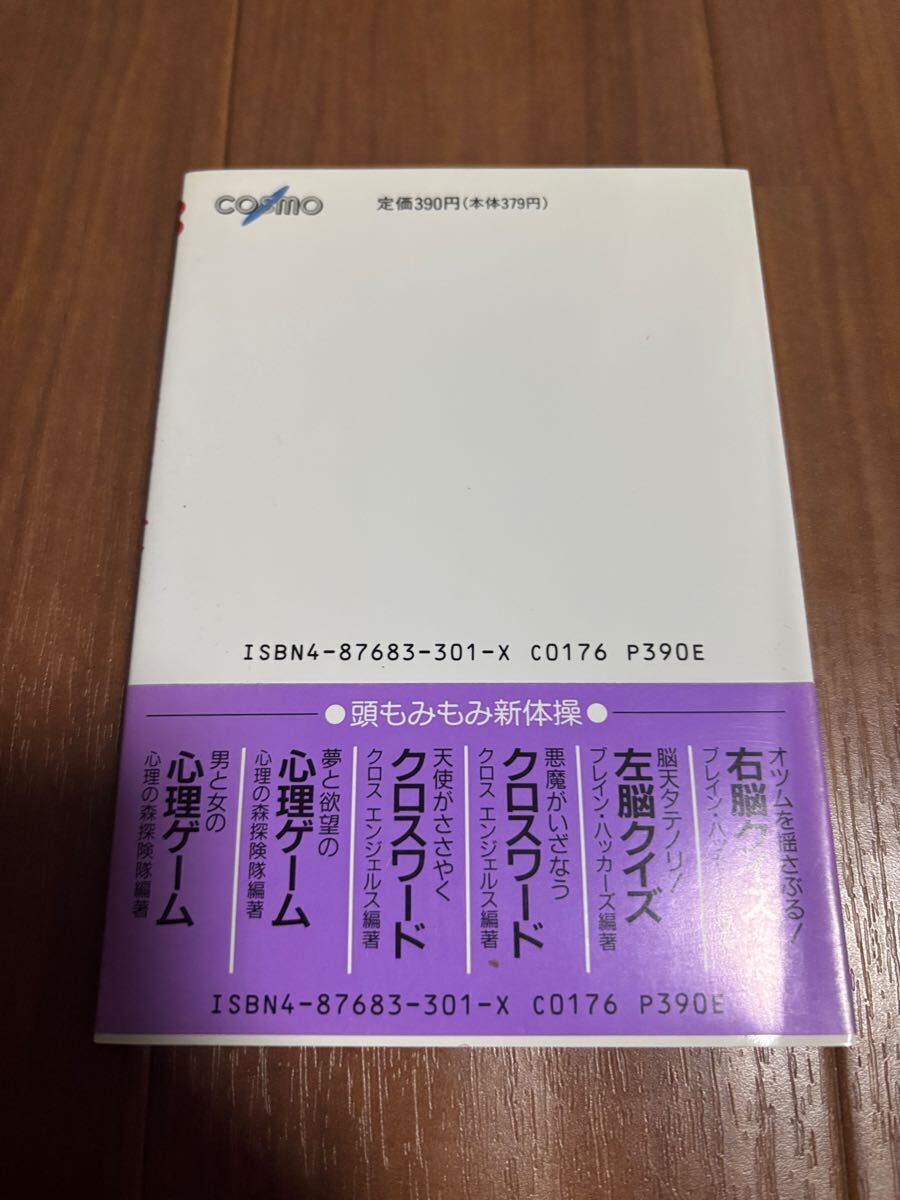 COSMO
定価390円(本体379円)
ISBN4-87683-301-X C0176 P390E
●頭もみもみ新体操●
オツムを揺さぶる!
右脳クイズ
ブレイン・ハッカ
脳天タテノリ!
左脳クイズ
ブレイン・ハッカーズ編著
悪魔がいざなう
クロスワード
クロス エンジェルス編著
天使がささやく
クロスワード
クロス エンジェルス編著
夢と欲望の
心理ゲーム
心理の森探険隊編著
男と女の
心理ゲーム
心理の森探険隊編著
ISBN4-87683-301-X C0176 P390E